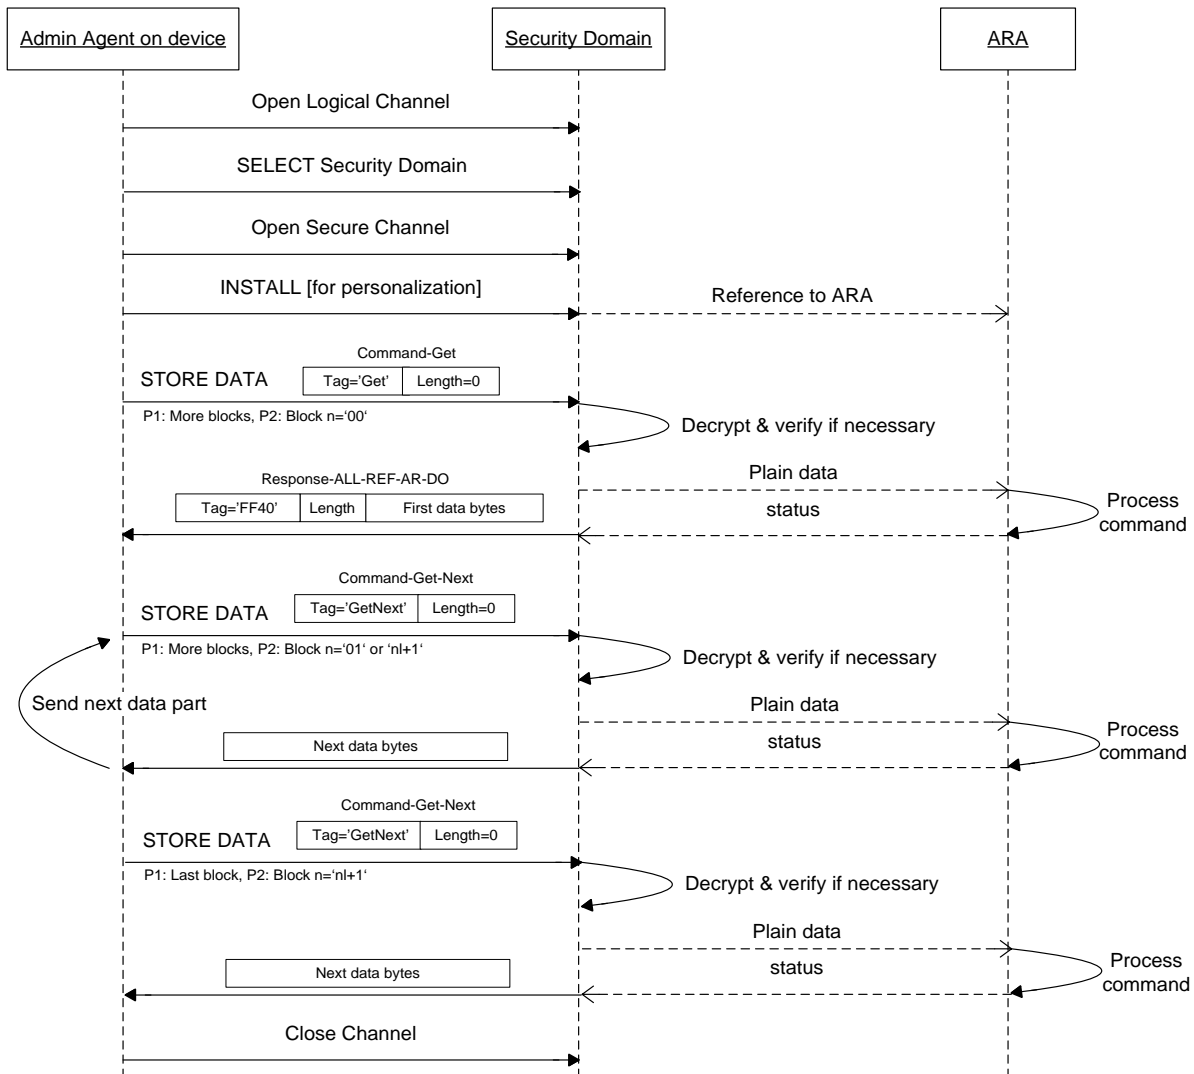 Admin Agent on device
Security Domain
ARA
Open Logical Channel
SELECT Security Domain
Open Secure Channel
INSTALL [for personalization]
Reference to ARA
Command-Get
STORE DATA
Tag=’Get’
Length=0
P1: More blocks, P2: Block n=‘00‘
Decrypt & verify if necessary
Response-ALL-REF-AR-DO
Plain data
Tag=’FF40’
Length
First data bytes
status
Process
command
Command-Get-Next
STORE DATA
Tag=’GetNext’
Length=0
P1: More blocks, P2: Block n=‘01‘ or ‘nl+1‘
Decrypt & verify if necessary
Send next data part
Plain data
Next data bytes
status
Process
command
Command-Get-Next
STORE DATA
Tag=’GetNext’
Length=0
P1: Last block, P2: Block n=‘nl+1‘
Decrypt & verify if necessary
Plain data
Next data bytes
status
Process
command
Close Channel